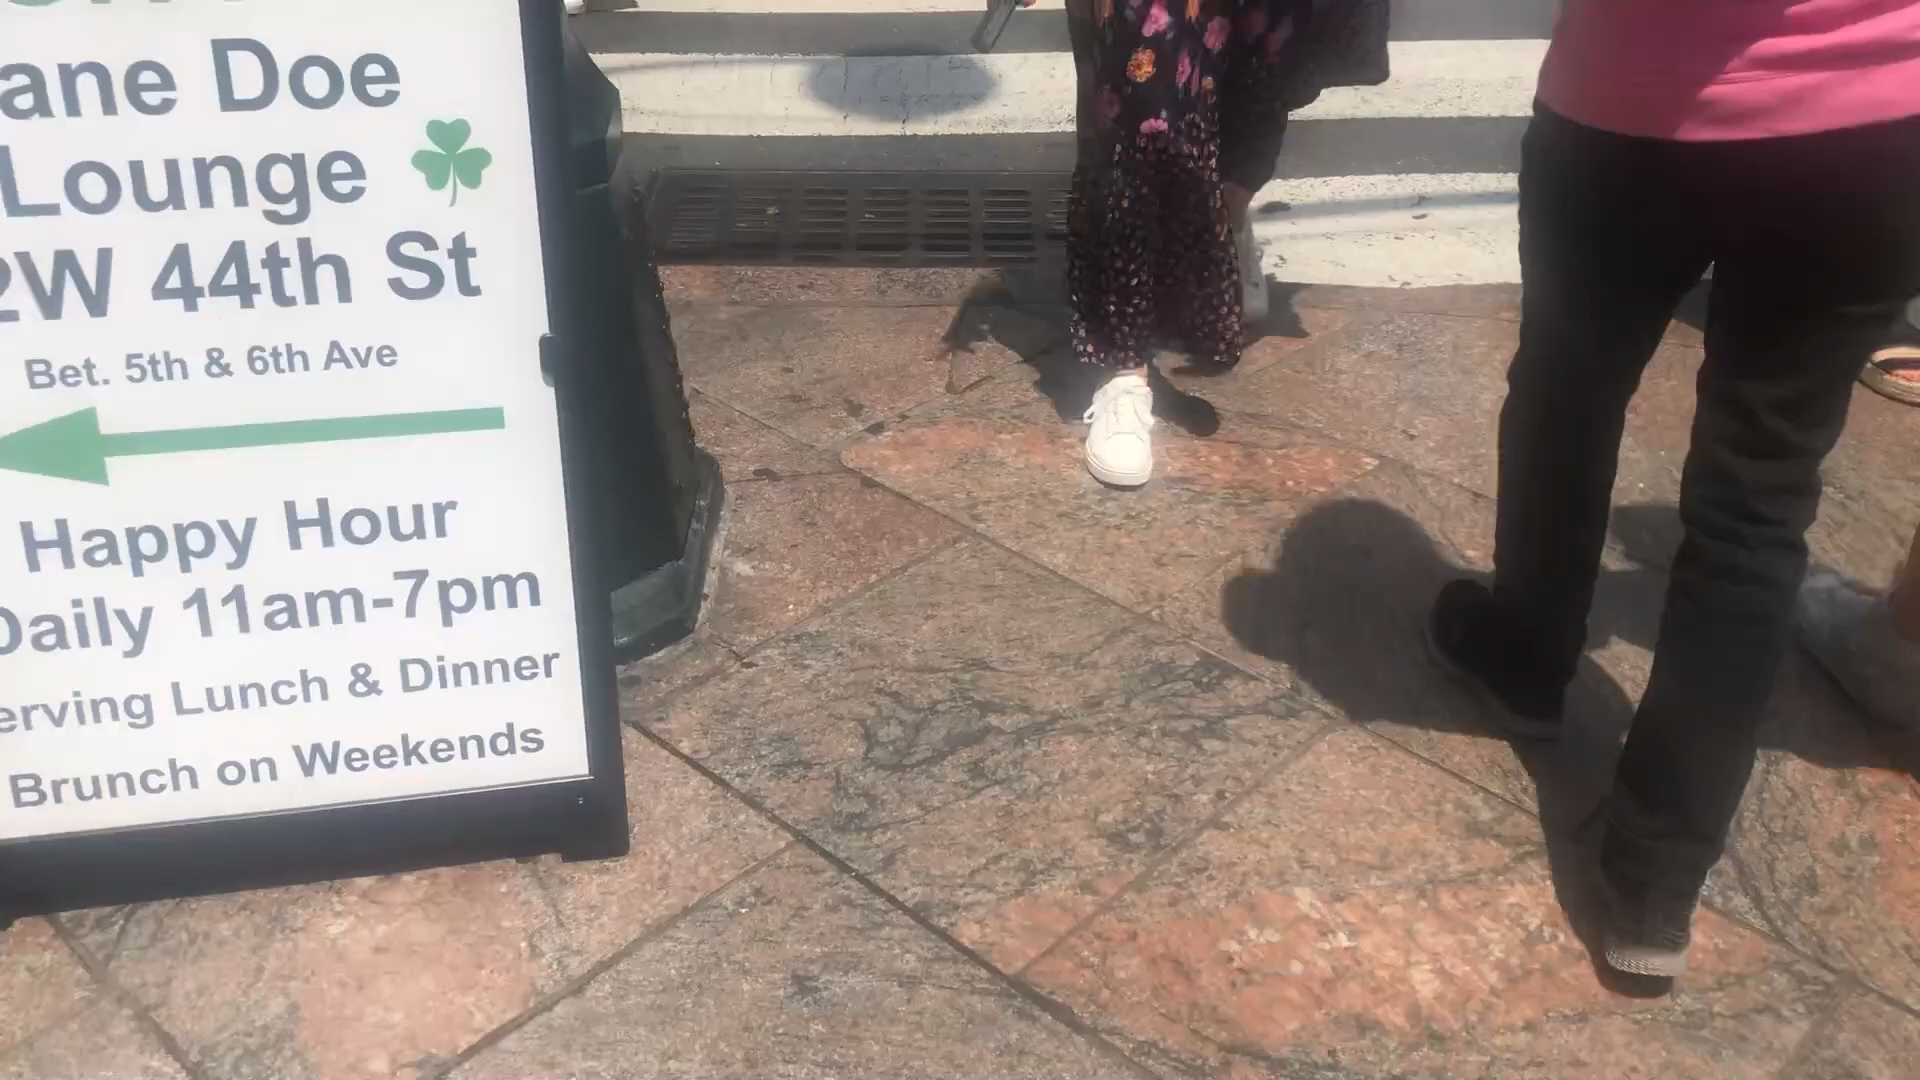 ane Doe
Lounge
2W 44th St
Bet. 5th & 6th Ave
Happy Hour
Daily 11am-7pm
erving Lunch & Dinner
Brunch on Weekends